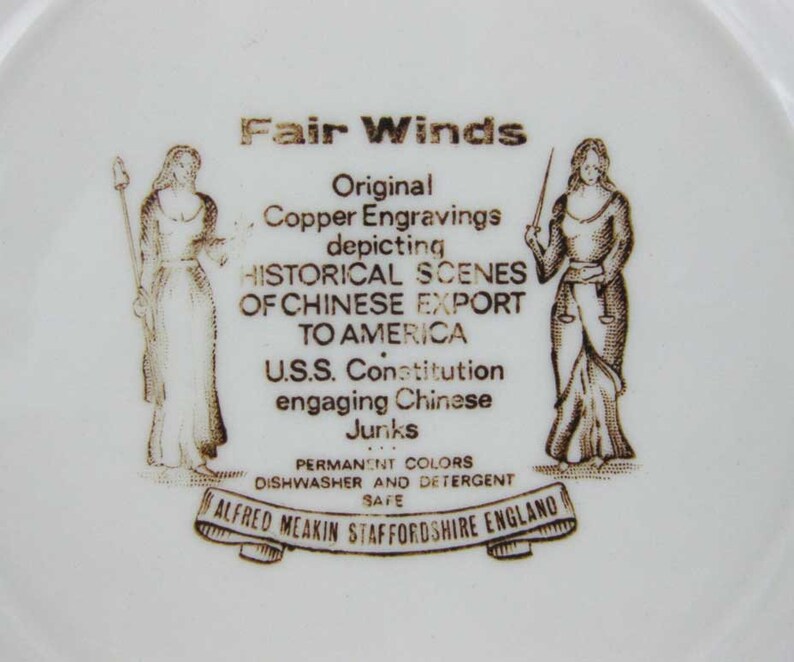 Fair Winds
Original
Copper Engravings
depicting
HISTORICAL SCENES
OF CHINESE EXPORT
TO AMERICA
U.S.S. Constitution
engaging Chinese
Junks
PERMANENT COLORS
DISHWASHER AND DETERGENT
SAFE
ALFRED MEAKIN STAFFORDSHIRE ENGLAND